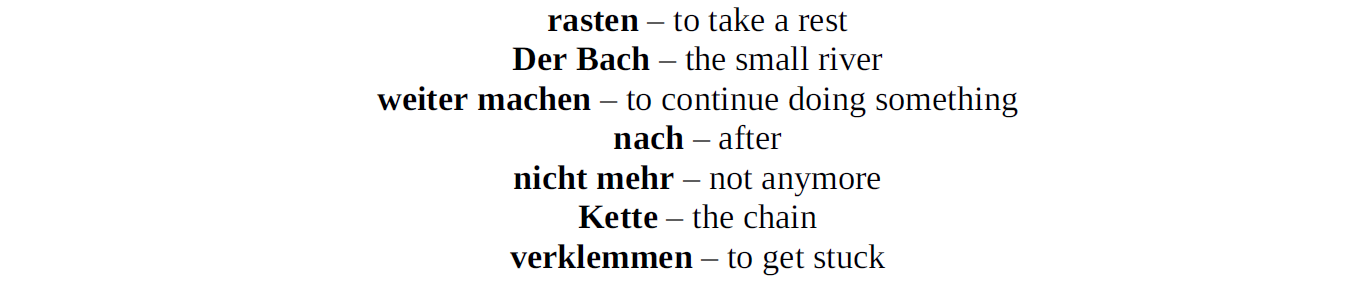 rasten – to take a rest
Der Bach – the small river
weiter machen – to continue doing something
nach – after
nicht mehr – not anymore
Kette – the chain
verklemmen – to get stuck